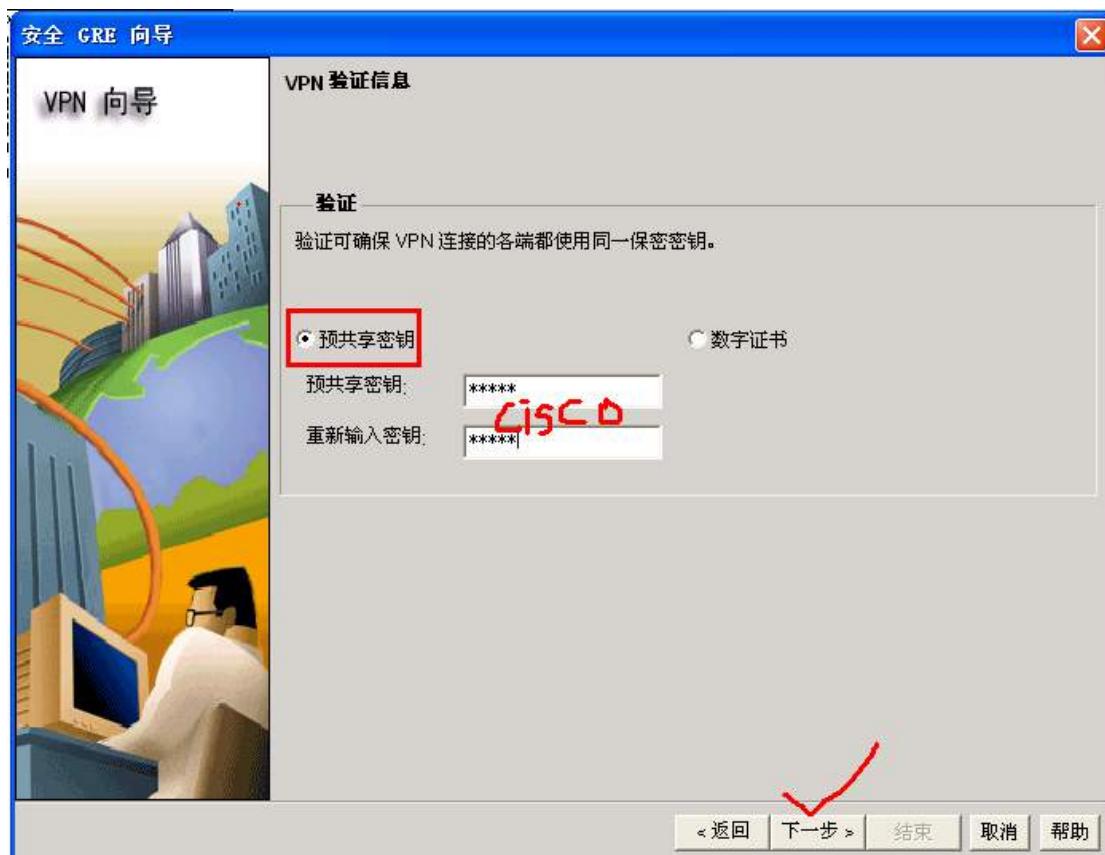 安全 GRE 向导
VPN 向导
VPN 验证信息
验证
验证可确保 VPN 连接的各端都使用同一保密密钥。
预共享密钥 数字证书
预共享密钥: *****
cisco
重新输入密钥: *****
<返回 下一步> 结束 取消 帮助